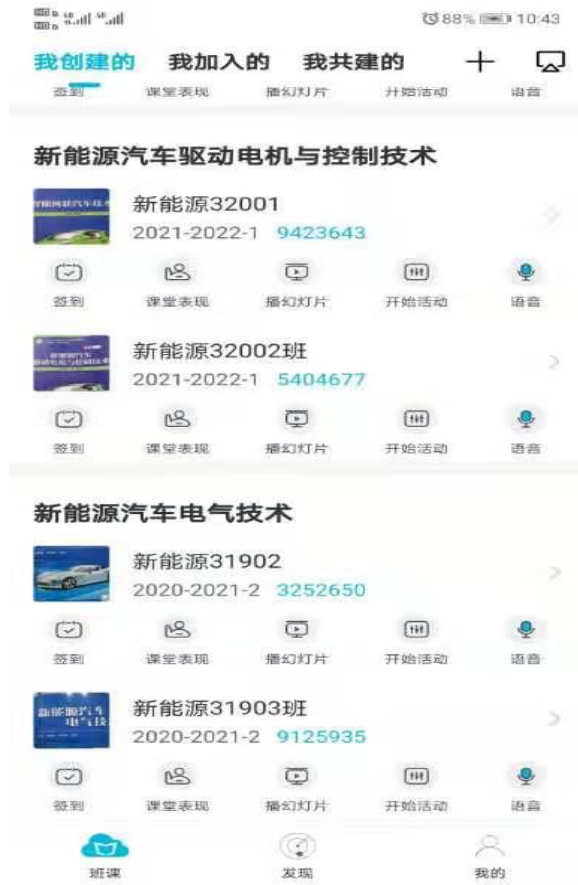 88% 10:43
我创建的 我加入的 我共建的
签到 课堂表现 播幻灯片 开始活动 语音
新能源汽车驱动电机与控制技术
新能源32001
2021-2022-1 9423643
签到 课堂表现 播幻灯片 开始活动 语音
新能源32002班
2021-2022-1 5404677
签到 课堂表现 播幻灯片 开始活动 语音
新能源汽车电气技术
新能源31902
2020-2021-2 3252650
签到 课堂表现 播幻灯片 开始活动 语音
新能源汽车
电气技
新能源31903班
2020-2021-2 9125935
签到 课堂表现 播幻灯片 开始活动 语音
班课 发现 我的